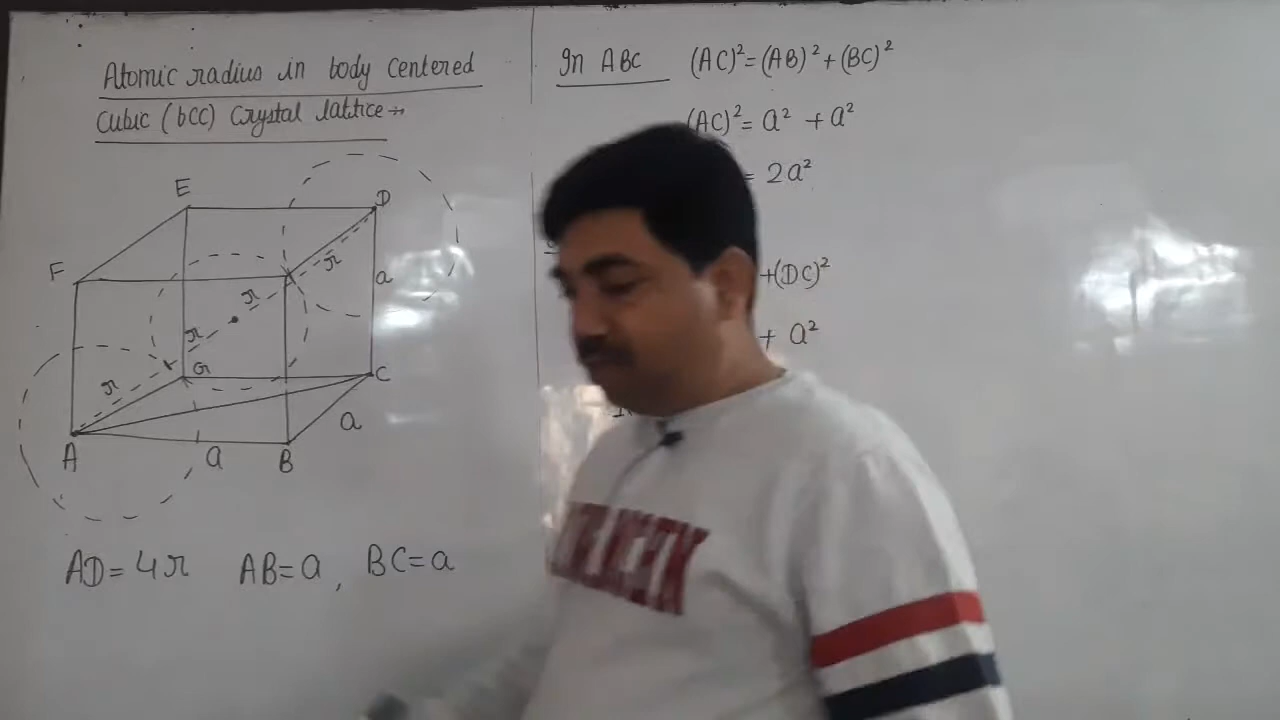 Atomic radius in body Centered
Cubic (bcc) Crystal lattice→
E
D
F
r
a
r
r
G
r
C
a
A
a
B
AD=4r AB=a, BC=a
In ABC (AC)²=(AB)²+(BC)²
(AC)²= a² + a²
= 2a²
+(DC)²
+ a²